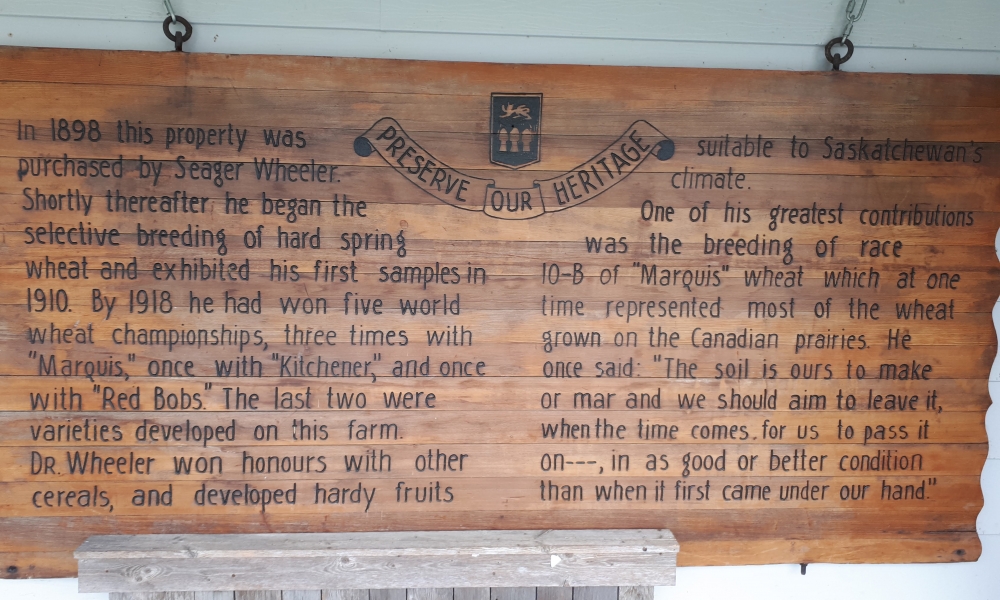 PRESERVE OUR HERITAGE
In 1898 this property was
purchased by Seager Wheeler.
Shortly thereafter he began the
selective breeding of hard spring
wheat and exhibited his first samples in
1910. By 1918 he had won five world
wheat championships, three times with
"Marquis," once with "Kitchener," and once
with "Red Bobs." The last two were
varieties developed on this farm.
DR. Wheeler won honours with other
cereals, and developed hardy fruits
suitable to Saskatchewan's
climate.
One of his greatest contributions
was the breeding of race
10-B of "Marquis" wheat which at one
time represented most of the wheat
grown on the Canadian prairies. He
once said: "The soil is ours to make
or mar and we should aim to leave it,
when the time comes, for us to pass it
on---, in as good or better condition
than when it first came under our hand."